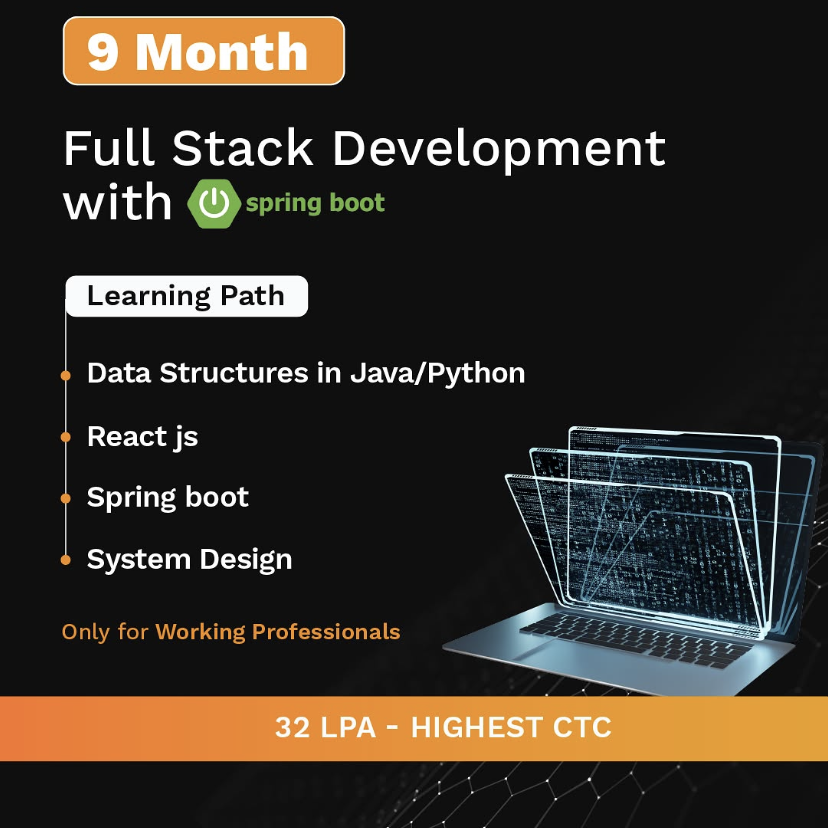 9 Month
Full Stack Development
with spring boot
Learning Path
Data Structures in Java/Python
React js
Spring boot
System Design
Only for Working Professionals
32 LPA - HIGHEST CTC